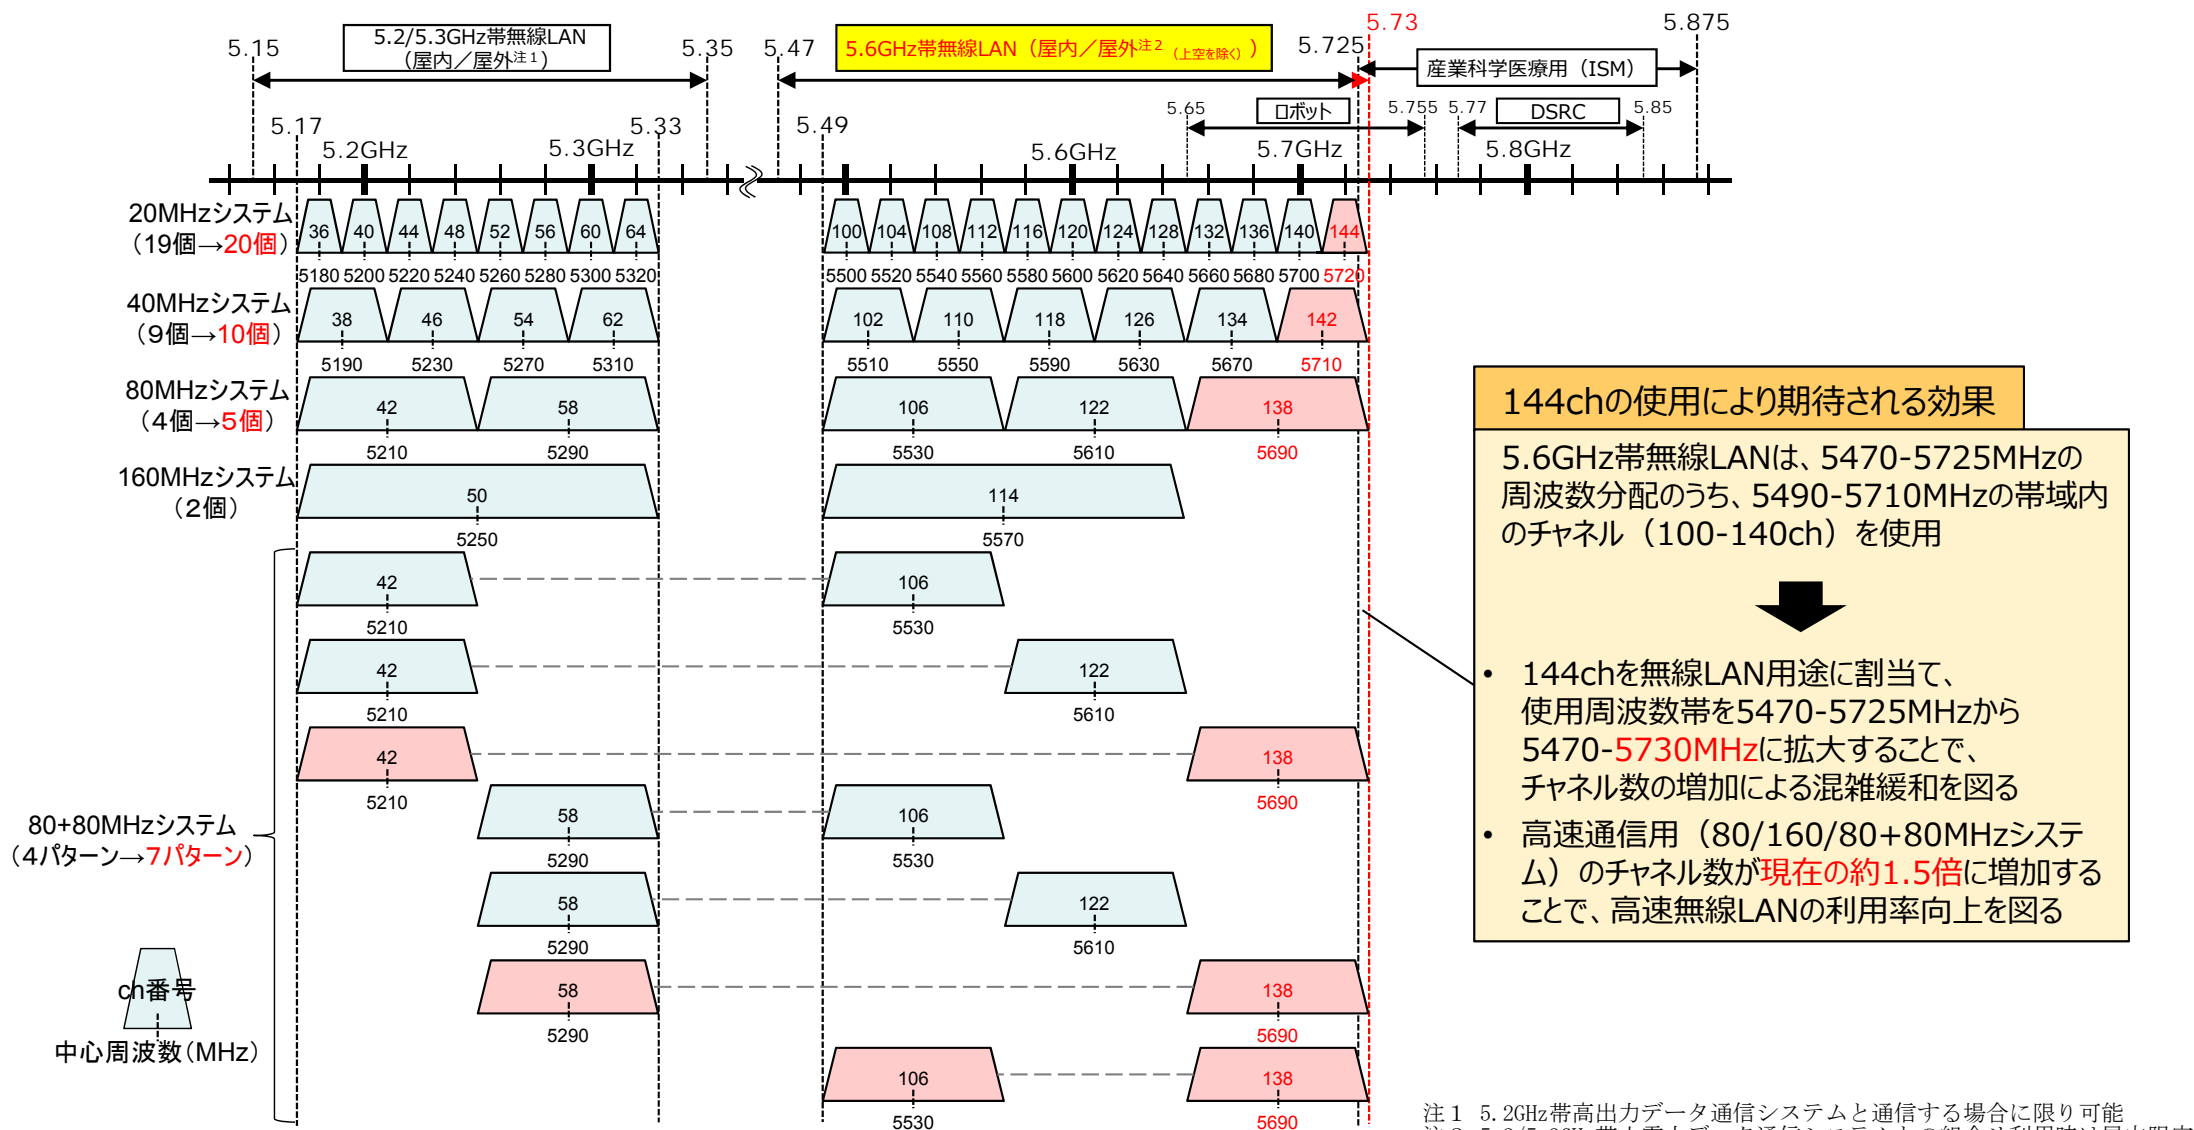 5.15
5.2/5.3GHz帯無線LAN
（屋内／屋外注１）
5.35
5.47
5.6GHz帯無線LAN（屋内／屋外注２（上空を除く））
5.725
5.73
産業科学医療用（ISM）
5.875
5.65
ロボット
5.755
5.77
DSRC
5.85
5.17
5.33
5.49
5.2GHz
5.3GHz
5.6GHz
5.7GHz
5.8GHz
20MHzシステム
（19個→20個）
36 40 44 48 52 56 60 64 100 104 108 112 116 120 124 128 132 136 140 144
5180 5200 5220 5240 5260 5280 5300 5320 5500 5520 5540 5560 5580 5600 5620 5640 5660 5680 5700 5720
40MHzシステム
（９個→10個）
38 46 54 62 102 110 118 126 134 142
5190 5230 5270 5310 5510 5550 5590 5630 5670 5710
80MHzシステム
（4個→5個）
42 58 106 122 138
5210 5290 5530 5610 5690
160MHzシステム
（２個）
50 114
5250 5570
80+80MHzシステム
（４パターン→７パターン）
42 106
5210 5530
42 122
5210 5610
42 138
5210 5690
58 106
5290 5530
58 122
5290 5610
58 138
5290 5690
106 138
5530 5690
ch番号
中心周波数（MHz）
144chの使用により期待される効果
5.6GHz帯無線LANは、5470-5725MHzの
周波数分配のうち、5490-5710MHzの帯域内
のチャネル（100-140ch）を使用
• 144chを無線LAN用途に割当て、
使用周波数帯を5470-5725MHzから
5470-5730MHzに拡大することで、
チャネル数の増加による混雑緩和を図る
• 高速通信用（80/160/80+80MHzシステ
ム）のチャネル数が現在の約1.5倍に増加する
ことで、高速無線LANの利用率向上を図る
注１ 5.2GHz帯高出力データ通信システムと通信する場合に限り可能